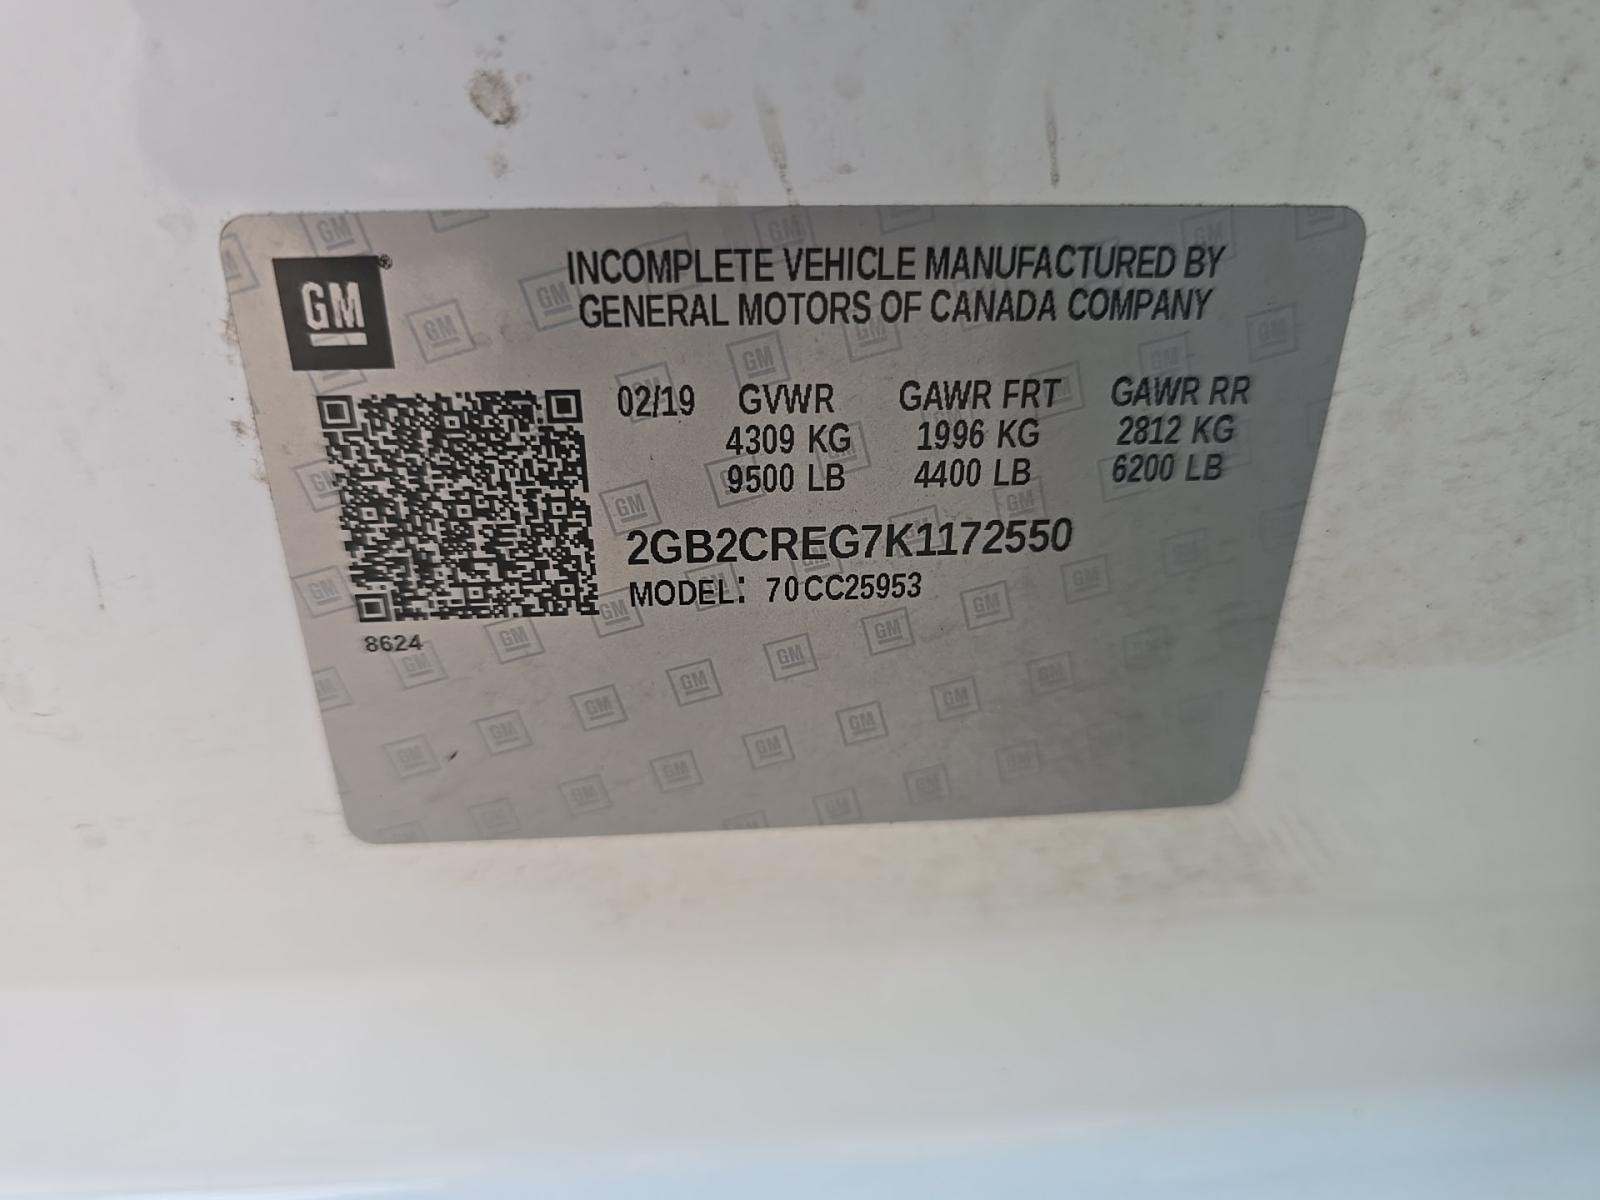 GM®
INCOMPLETE VEHICLE MANUFACTURED BY
GENERAL MOTORS OF CANADA COMPANY
02/19 GVWR GAWR FRT GAWR RR
4309 KG 1996 KG 2812 KG
9500 LB 4400 LB 6200 LB
2GB2CREG7K1172550
MODEL: 70CC25953
8624